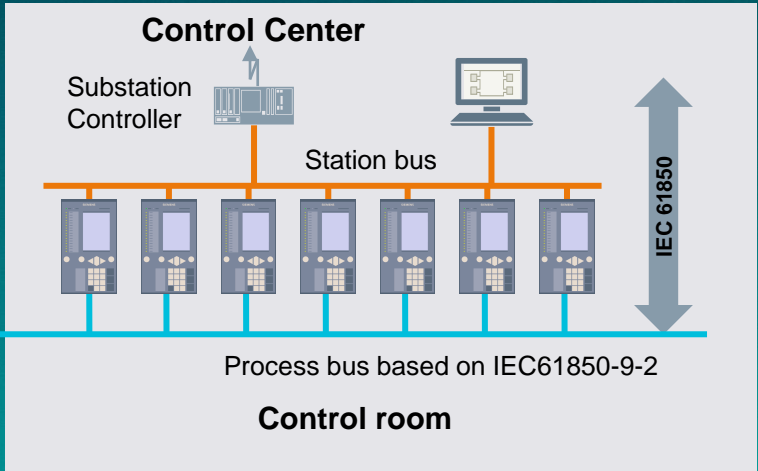 Control Center
Substation
Controller
Station bus
IEC 61850
Process bus based on IEC61850-9-2
Control room